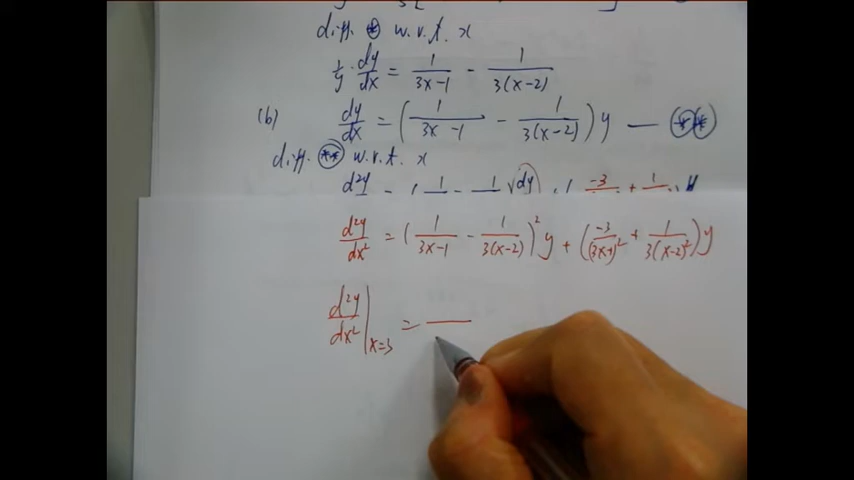 diff. ⊛ w.r.t. x
1/y · dy/dx = 1/(3x-1) - 1/(3(x-2))
(b) dy/dx = (1/(3x-1) - 1/(3(x-2)))y — (**)
diff. (**) w.r.t. x
d²y/dx² = (1/(3x-1) - 1/(3(x-2)))² y + (-3/(3x-1)² + 1/(3(x-2)²))y
d²y/dx² |x=3 =